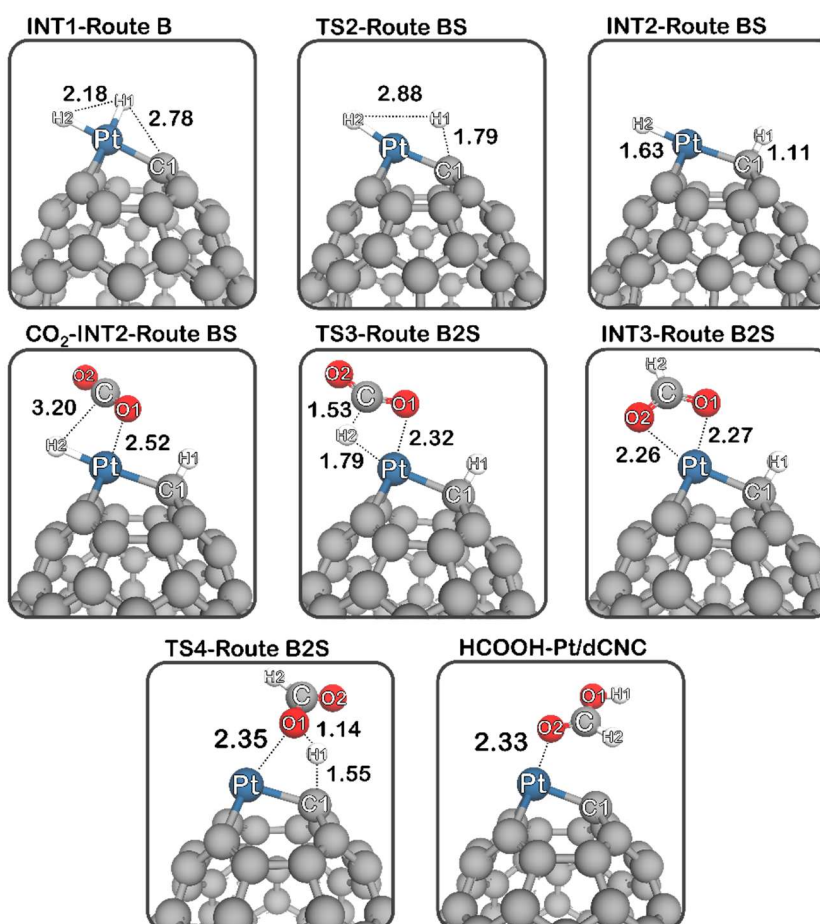 INT1-Route B
2.18
H1
H2
2.78
Pt
C1
TS2-Route BS
2.88
H2
H1
1.79
Pt
C1
INT2-Route BS
H2
H1
Pt
1.63
C1
1.11
CO₂-INT2-Route BS
O2
C
O1
3.20
H2
2.52
H1
Pt
C1
TS3-Route B2S
O2
C
O1
1.53
H2
2.32
1.79
Pt
H1
C1
INT3-Route B2S
H2
C
O1
O2
2.27
2.26
Pt
H1
C1
TS4-Route B2S
H2
C
O2
O1
1.14
2.35
H1
1.55
Pt
C1
HCOOH-Pt/dCNC
O1
H1
C
O2
H2
2.33
Pt
C1